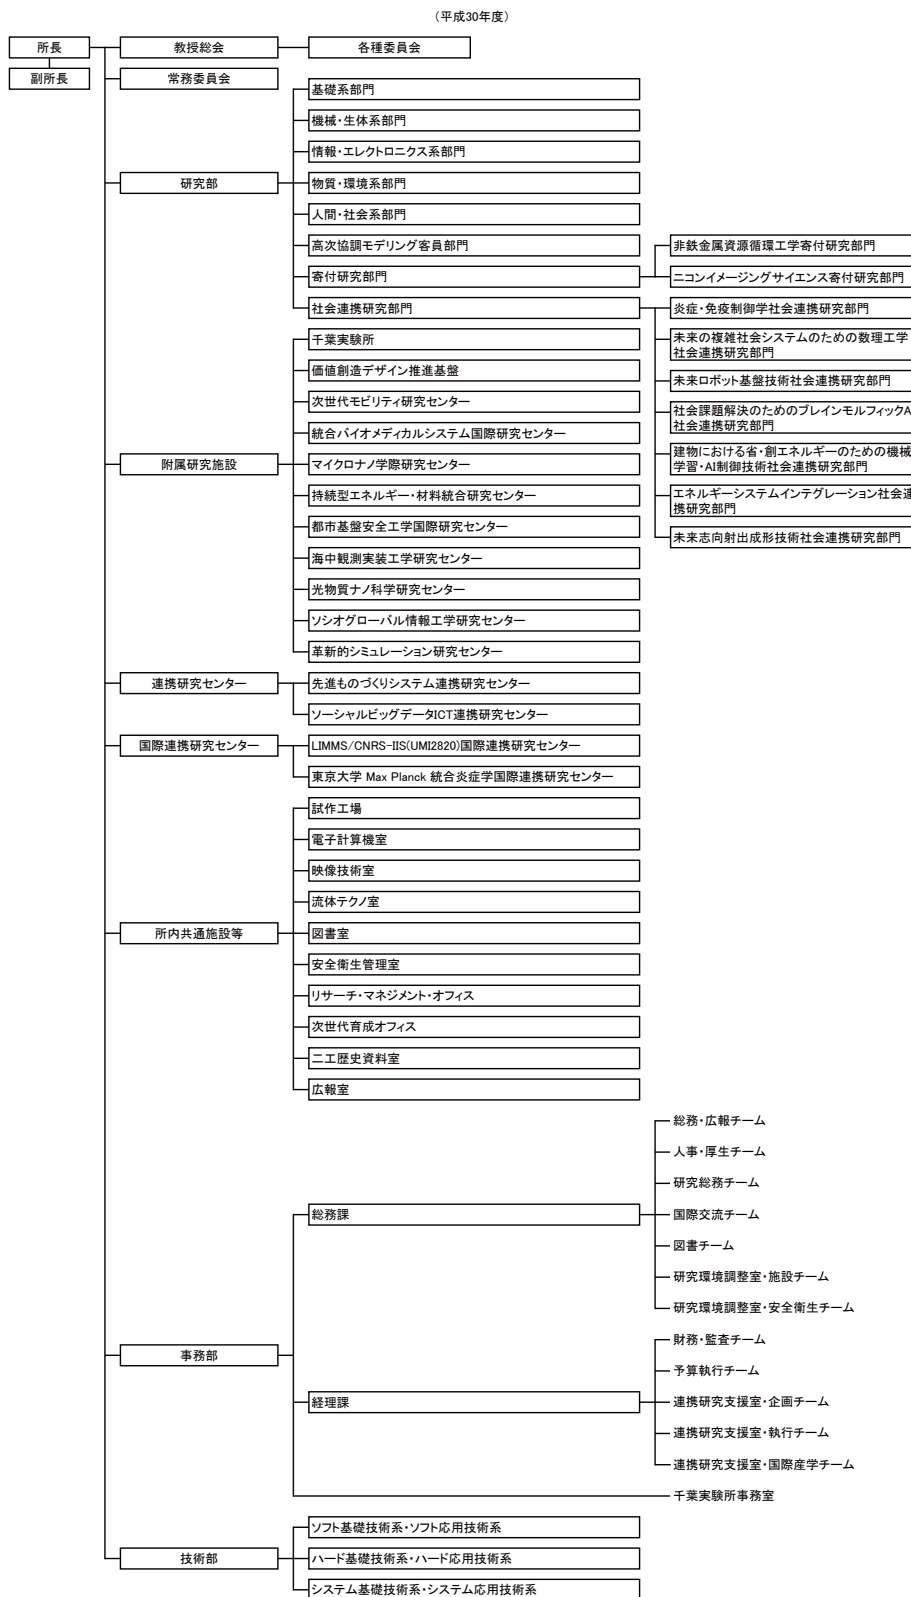 (平成30年度)
所長
教授総会
各種委員会
副所長
常務委員会
基礎系部門
機械・生体系部門
情報・エレクトロニクス系部門
研究部
物質・環境系部門
人間・社会系部門
高次協調モデリング客員部門
非鉄金属資源循環工学寄付研究部門
寄付研究部門
ニコンイメージングサイエンス寄付研究部門
社会連携研究部門
炎症・免疫制御学社会連携研究部門
千葉実験所
未来の複雑社会システムのための数理工学
社会連携研究部門
価値創造デザイン推進基盤
未来ロボット基盤技術社会連携研究部門
次世代モビリティ研究センター
社会課題解決のためのブレインモルフィックA
社会連携研究部門
統合バイオメディカルシステム国際研究センター
建物における省・創エネルギーのための機械
学習・AI制御技術社会連携研究部門
附属研究施設
マイクロナノ学際研究センター
持続型エネルギー・材料統合研究センター
エネルギーシステムインテグレーション社会連
携研究部門
都市基盤安全工学国際研究センター
未来志向射出成形技術社会連携研究部門
海中観測実装工学研究センター
光物質ナノ科学研究センター
ソシオグローバル情報工学研究センター
革新的シミュレーション研究センター
連携研究センター
先進ものづくりシステム連携研究センター
ソーシャルビッグデータICT連携研究センター
国際連携研究センター
LIMMS/CNRS-IIS(UMI2820)国際連携研究センター
東京大学 Max Planck 統合炎症学国際連携研究センター
試作工場
電子計算機室
映像技術室
流体テクノ室
所内共通施設等
図書室
安全衛生管理室
リサーチ・マネジメント・オフィス
次世代育成オフィス
二工歴史資料室
広報室
総務・広報チーム
人事・厚生チーム
研究総務チーム
総務課
国際交流チーム
図書チーム
研究環境調整室・施設チーム
研究環境調整室・安全衛生チーム
財務・監査チーム
事務部
予算執行チーム
経理課
連携研究支援室・企画チーム
連携研究支援室・執行チーム
連携研究支援室・国際産学チーム
千葉実験所事務室
ソフト基礎技術系・ソフト応用技術系
技術部
ハード基礎技術系・ハード応用技術系
システム基礎技術系・システム応用技術系